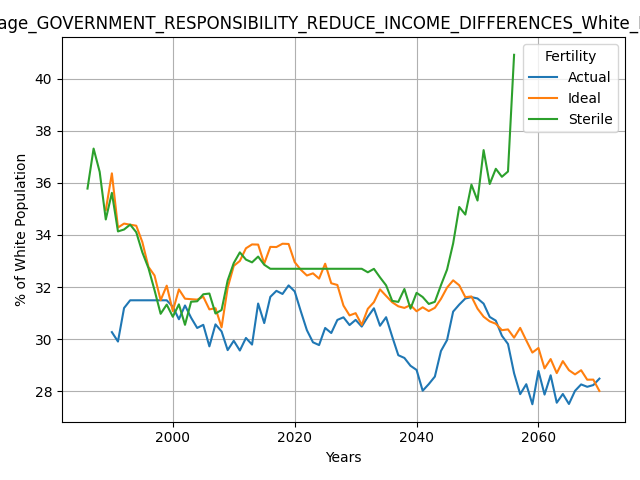 age_GOVERNMENT_RESPONSIBILITY_REDUCE_INCOME_DIFFERENCES_White_
Fertility
Actual
Ideal
Sterile
% of White Population
40
38
36
34
32
30
28
2000
2020
2040
2060
Years